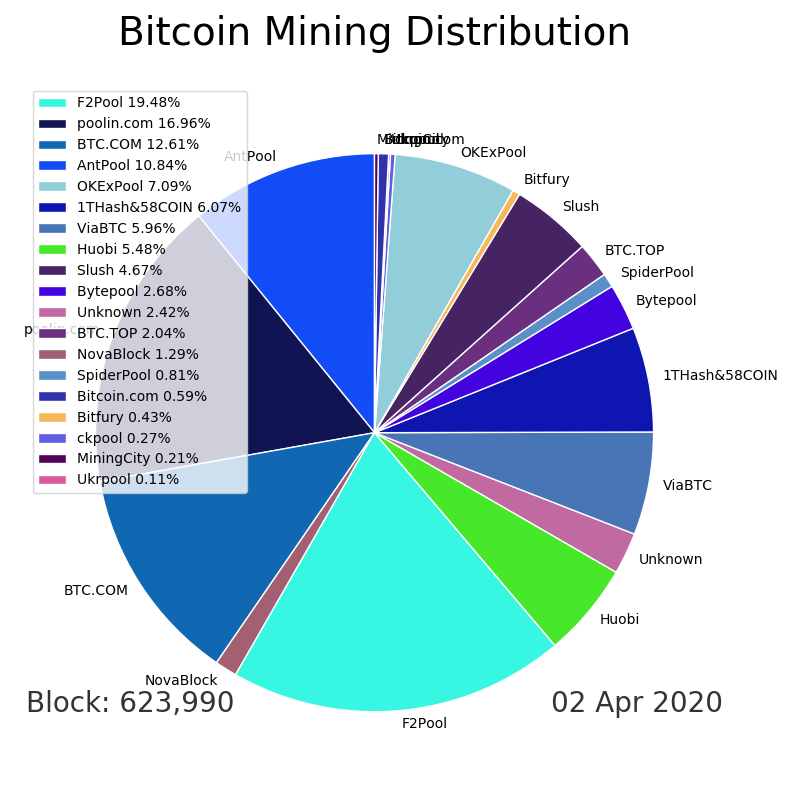 Bitcoin Mining Distribution
F2Pool 19.48%
poolin.com 16.96%
BTC.COM 12.61%
AntPool 10.84%
OKExPool 7.09%
1THash&58COIN 6.07%
ViaBTC 5.96%
Huobi 5.48%
Slush 4.67%
Bytepool 2.68%
Unknown 2.42%
BTC.TOP 2.04%
NovaBlock 1.29%
SpiderPool 0.81%
Bitcoin.com 0.59%
Bitfury 0.43%
ckpool 0.27%
MiningCity 0.21%
Ukrpool 0.11%
AntPool
OKExPool
Bitfury
Slush
BTC.TOP
SpiderPool
Bytepool
poolin.com
1THash&58COIN
ViaBTC
Unknown
BTC.COM
Huobi
NovaBlock
F2Pool
Block: 623,990
02 Apr 2020